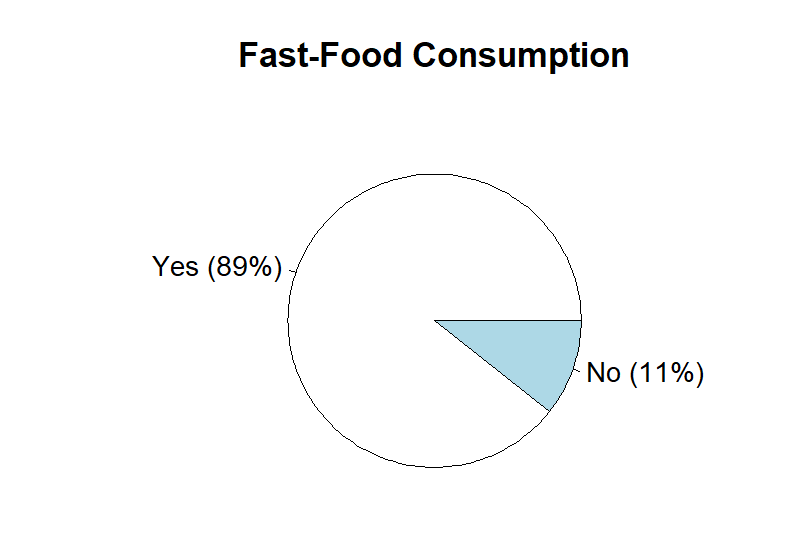 Fast-Food Consumption
Yes (89%)
No (11%)